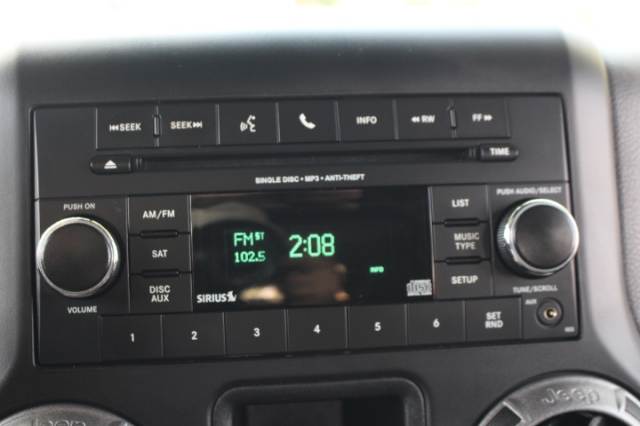 SEEK
SEEK
INFO
RW
FF
TIME
SINGLE DISC • MP3 • ANTI-THEFT
PUSH ON
VOLUME
AM/FM
SAT
DISC
AUX
FM ST
102.5
2:08
INFO
SIRIUS
LIST
MUSIC
TYPE
SETUP
PUSH AUDIO/SELECT
TUNE/SCROLL
AUX
1
2
3
4
5
6
SET
RND
Jeep
Jeep